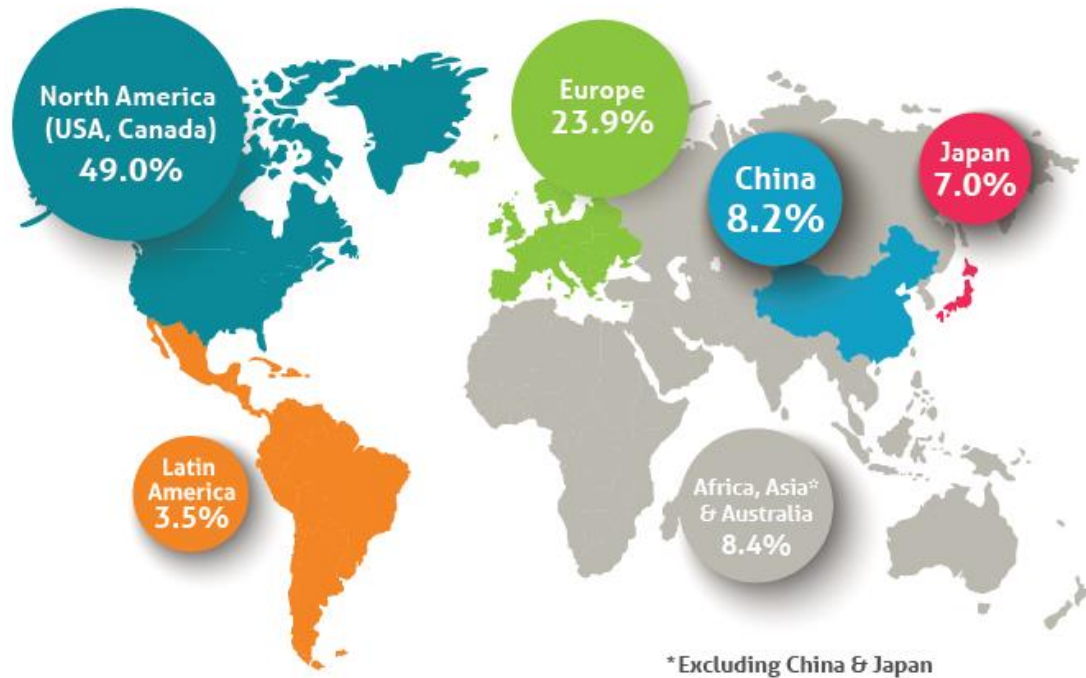 North America
(USA, Canada)
49.0%
Europe
23.9%
China
8.2%
Japan
7.0%
Latin
America
3.5%
Africa, Asia*
& Australia
8.4%
*Excluding China & Japan